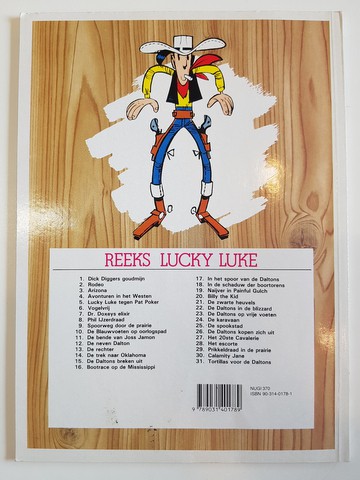 REEKS LUCKY LUKE
1. Dick Diggers goudmijn
2. Rodeo
3. Arizona
4. Avonturen in het Westen
5. Lucky Luke tegen Pat Poker
6. Vogelvrij
7. Dr. Doxeys elixir
8. Phil IJzerdraad
9. Spoorweg door de prairie
10. De Blauwvoeten op oorlogspad
11. De bende van Joss Jamon
12. De neven Dalton
13. De rechter
14. De trek naar Oklahoma
15. De Daltons breken uit
16. Bootrace op de Mississippi
17. In het spoor van de Daltons
18. In de schaduw der boortorens
19. Naijver in Painful Gulch
20. Billy the Kid
21. De zwarte heuvels
22. De Daltons in de blizzard
23. De Daltons op vrije voeten
24. De karavaan
25. De spookstad
26. De Daltons kopen zich uit
27. Het 20ste Cavalerie
28. Het escorte
29. Prikkeldraad in de prairie
30. Calamity Jane
31. Tortillas voor de Daltons
NUGI 370
ISBN 90-314-0178-1
9 789031 401789